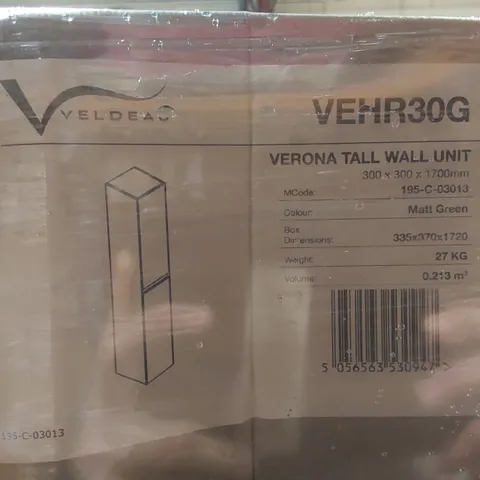 VELDEAU
VEHR30G
VERONA TALL WALL UNIT
300 x 300 x 1700mm
MCode: 195-C-03013
Colour: Matt Green
Box
Dimensions: 335x370x1720
Weight: 27 KG
Volume: 0.213 m³
5 056563 530947 >
195-C-03013